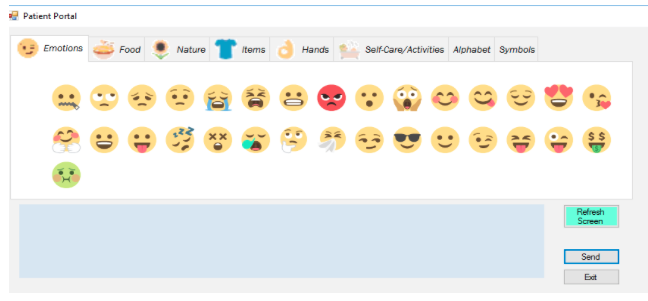 Patient Portal
Emotions Food Nature Items Hands Self-Care/Activities Alphabet Symbols
Refresh
Screen
Send
Exit